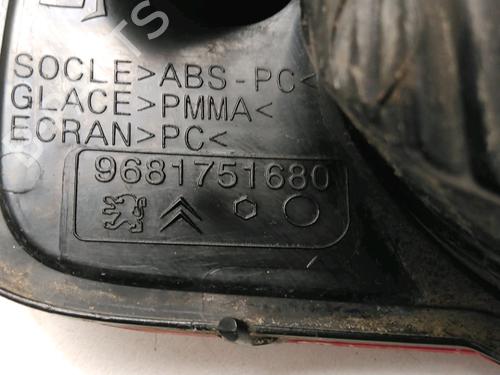 SOCLE>ABS-PC<
GLACE>PMMA<
ECRAN>PC<
9681751680